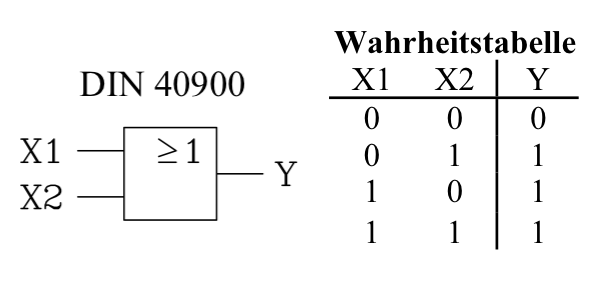 DIN 40900
X1
≥1
X2
Y
Wahrheitstabelle
X1 X2 Y
0 0 0
0 1 1
1 0 1
1 1 1